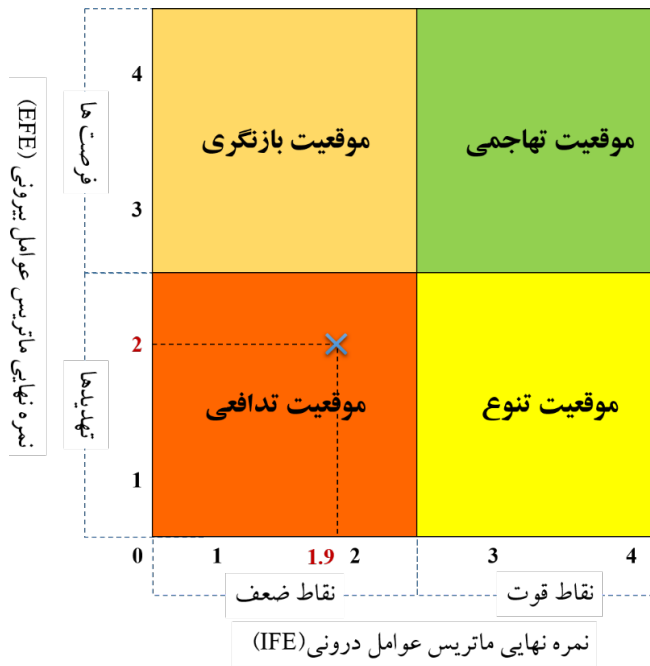 4
موقعیت بازنگری
موقعیت تهاجمی
فرصت ها
3
نمره نهایی ماتریس عوامل بیرونی (EFE)
2
موقعیت تدافعی
موقعیت تنوع
تهدیدها
1
0 1 1.9 2 3 4
نقاط ضعف
نقاط قوت
نمره نهایی ماتریس عوامل درونی(IFE)